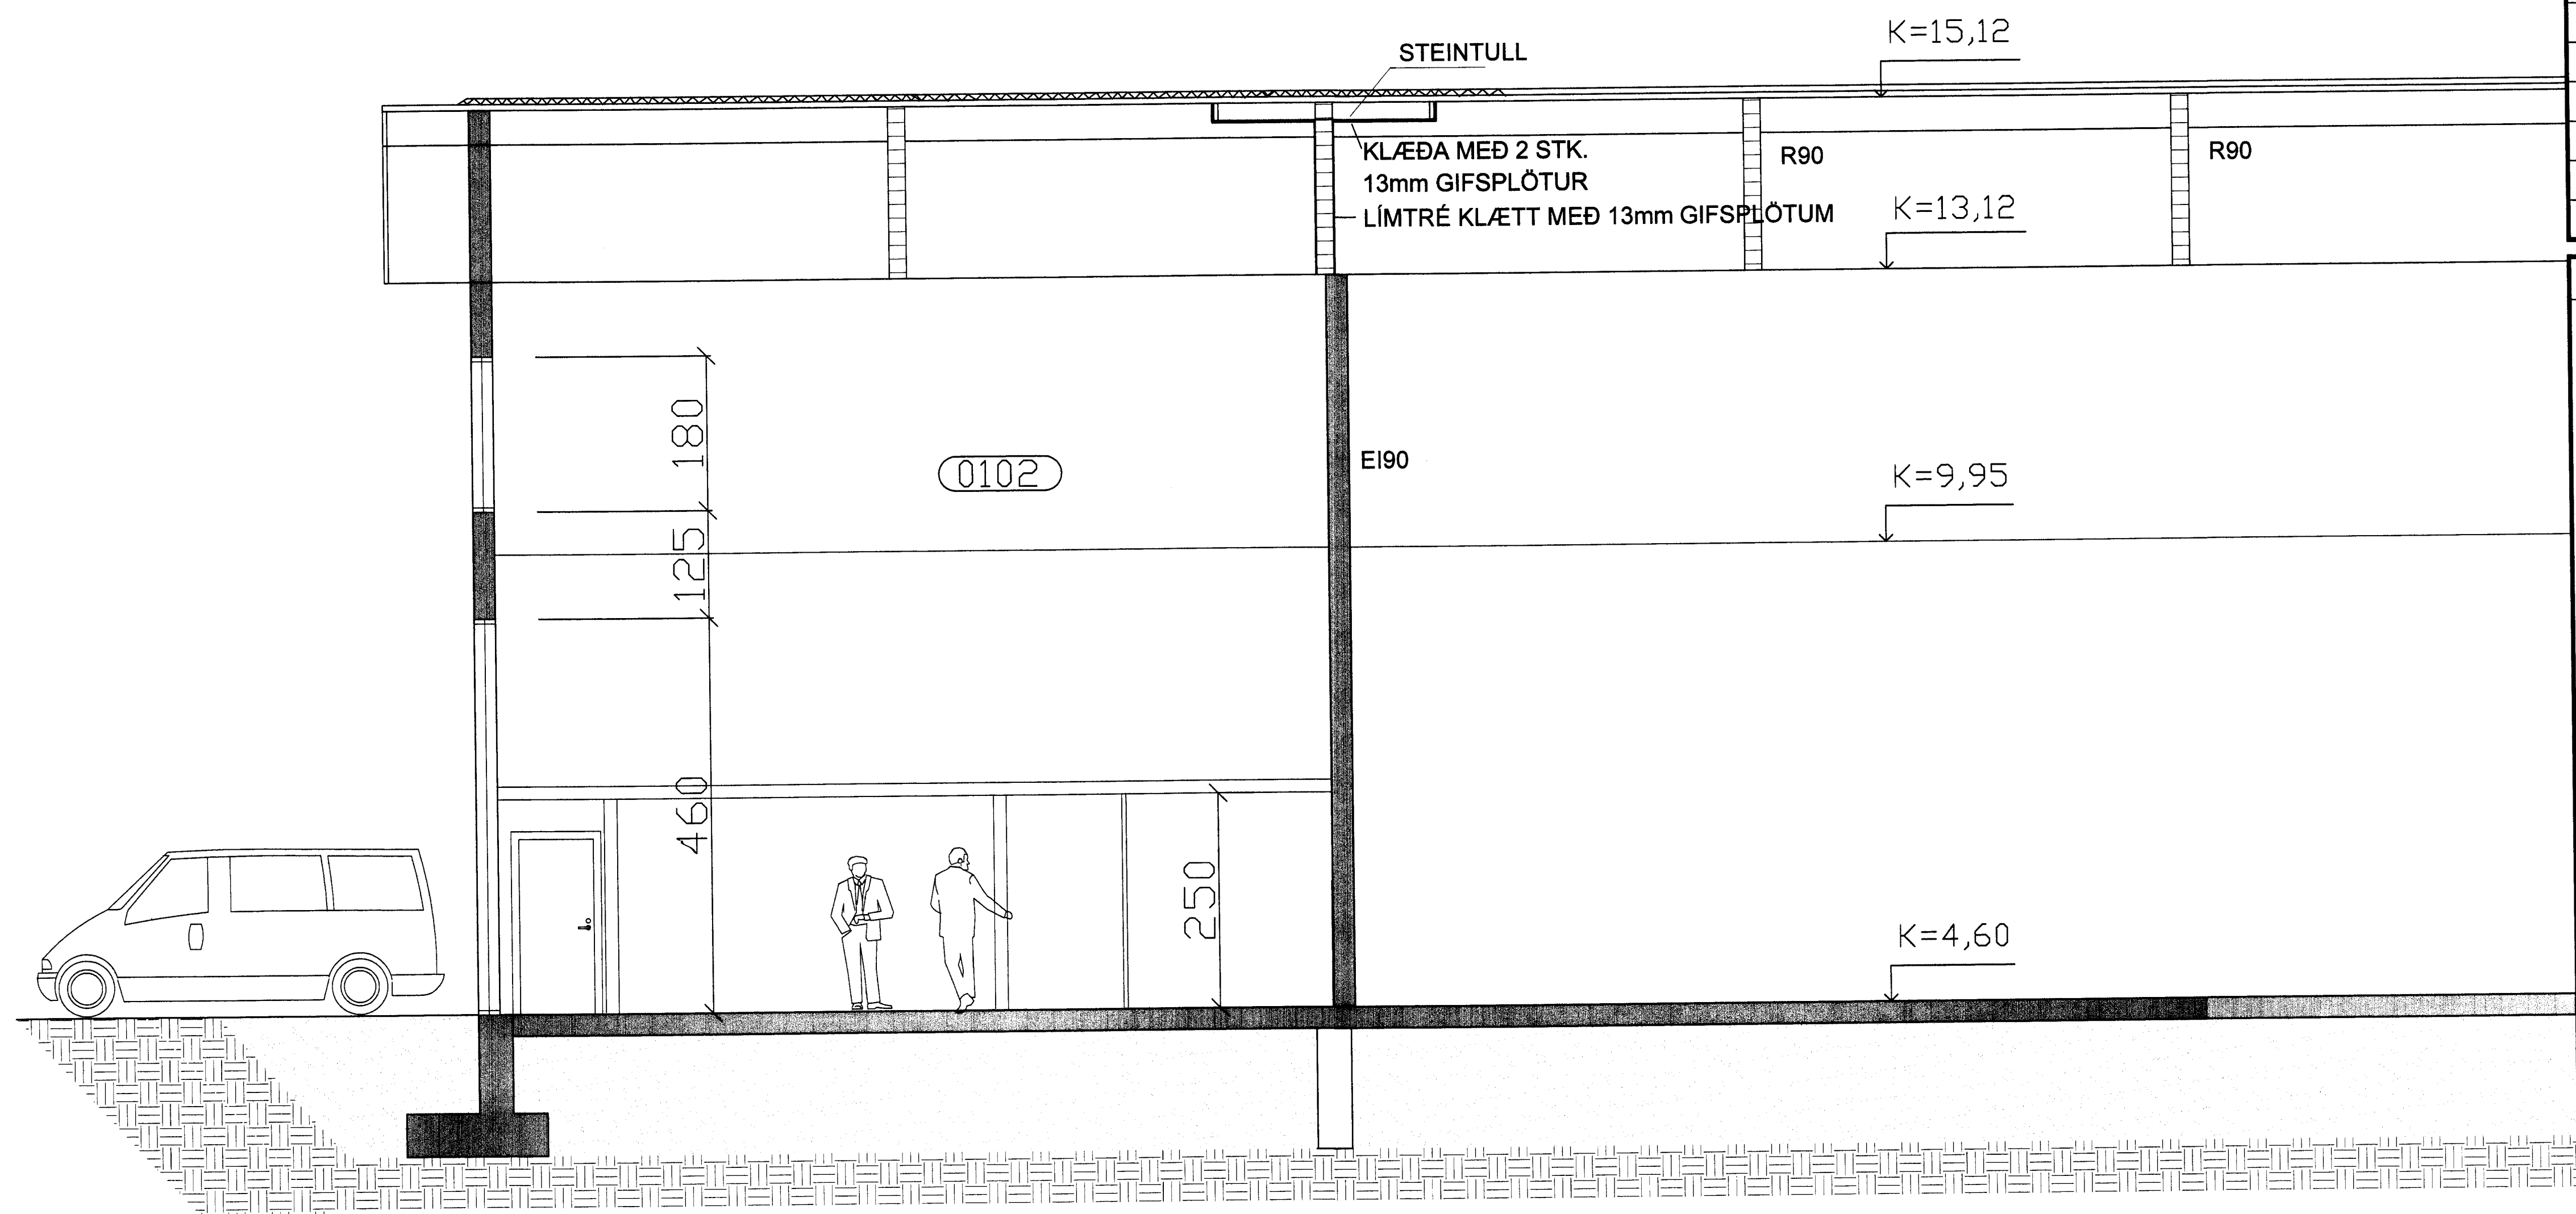 K=15,12
STEINTULL
KLÆÐA MEÐ 2 STK.
13mm GIFSPLÖTUR
LÍMTRÉ KLÆTT MEÐ 13mm GIFSPLÖTUM
R90
R90
K=13,12
180
0102
EI90
K=9,95
125
460
250
K=4,60